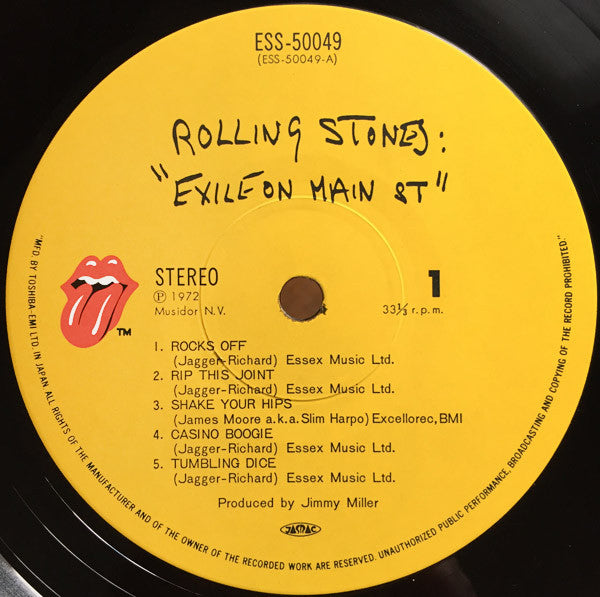 ESS-50049
(ESS-50049-A)
ROLLING STONES:
"EXILE ON MAIN ST"
STEREO
Ⓟ 1972
Musidor N.V.
1
33⅓ r.p.m.
TM
1. ROCKS OFF
(Jagger-Richard) Essex Music Ltd.
2. RIP THIS JOINT
(Jagger-Richard) Essex Music Ltd.
3. SHAKE YOUR HIPS
(James Moore a.k.a. Slim Harpo) Excellorec, BMI
4. CASINO BOOGIE
(Jagger-Richard) Essex Music Ltd.
5. TUMBLING DICE
(Jagger-Richard) Essex Music Ltd.
Produced by Jimmy Miller
JASRAC
"MFD. BY TOSHIBA-EMI LTD. IN JAPAN. ALL RIGHTS OF THE MANUFACTURER AND OF THE OWNER OF THE RECORDED WORK ARE RESERVED. UNAUTHORIZED PUBLIC PERFORMANCE, BROADCASTING AND COPYING OF THE RECORD PROHIBITED."